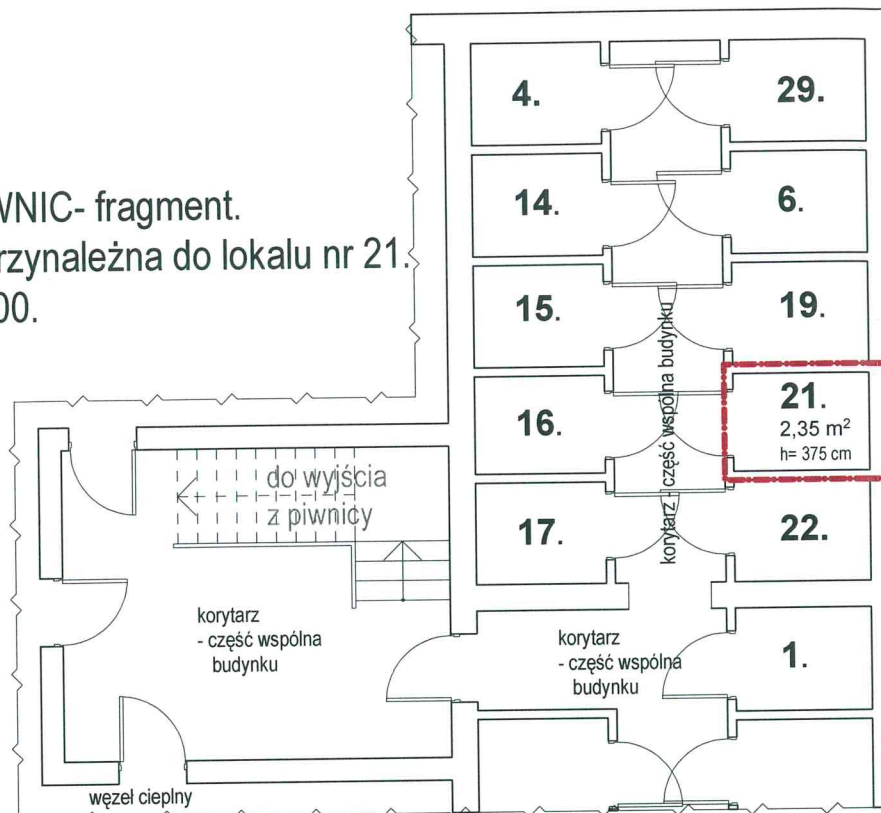 WNIC- fragment.
rzynależna do lokalu nr 21.
00.
4.
29.
14.
6.
15.
19.
16.
21.
2,35 m²
h= 375 cm
17.
22.
korytarz - część wspólna budynku
do wyjścia
z piwnicy
korytarz
- część wspólna
budynku
korytarz
- część wspólna
budynku
1.
węzeł cieplny